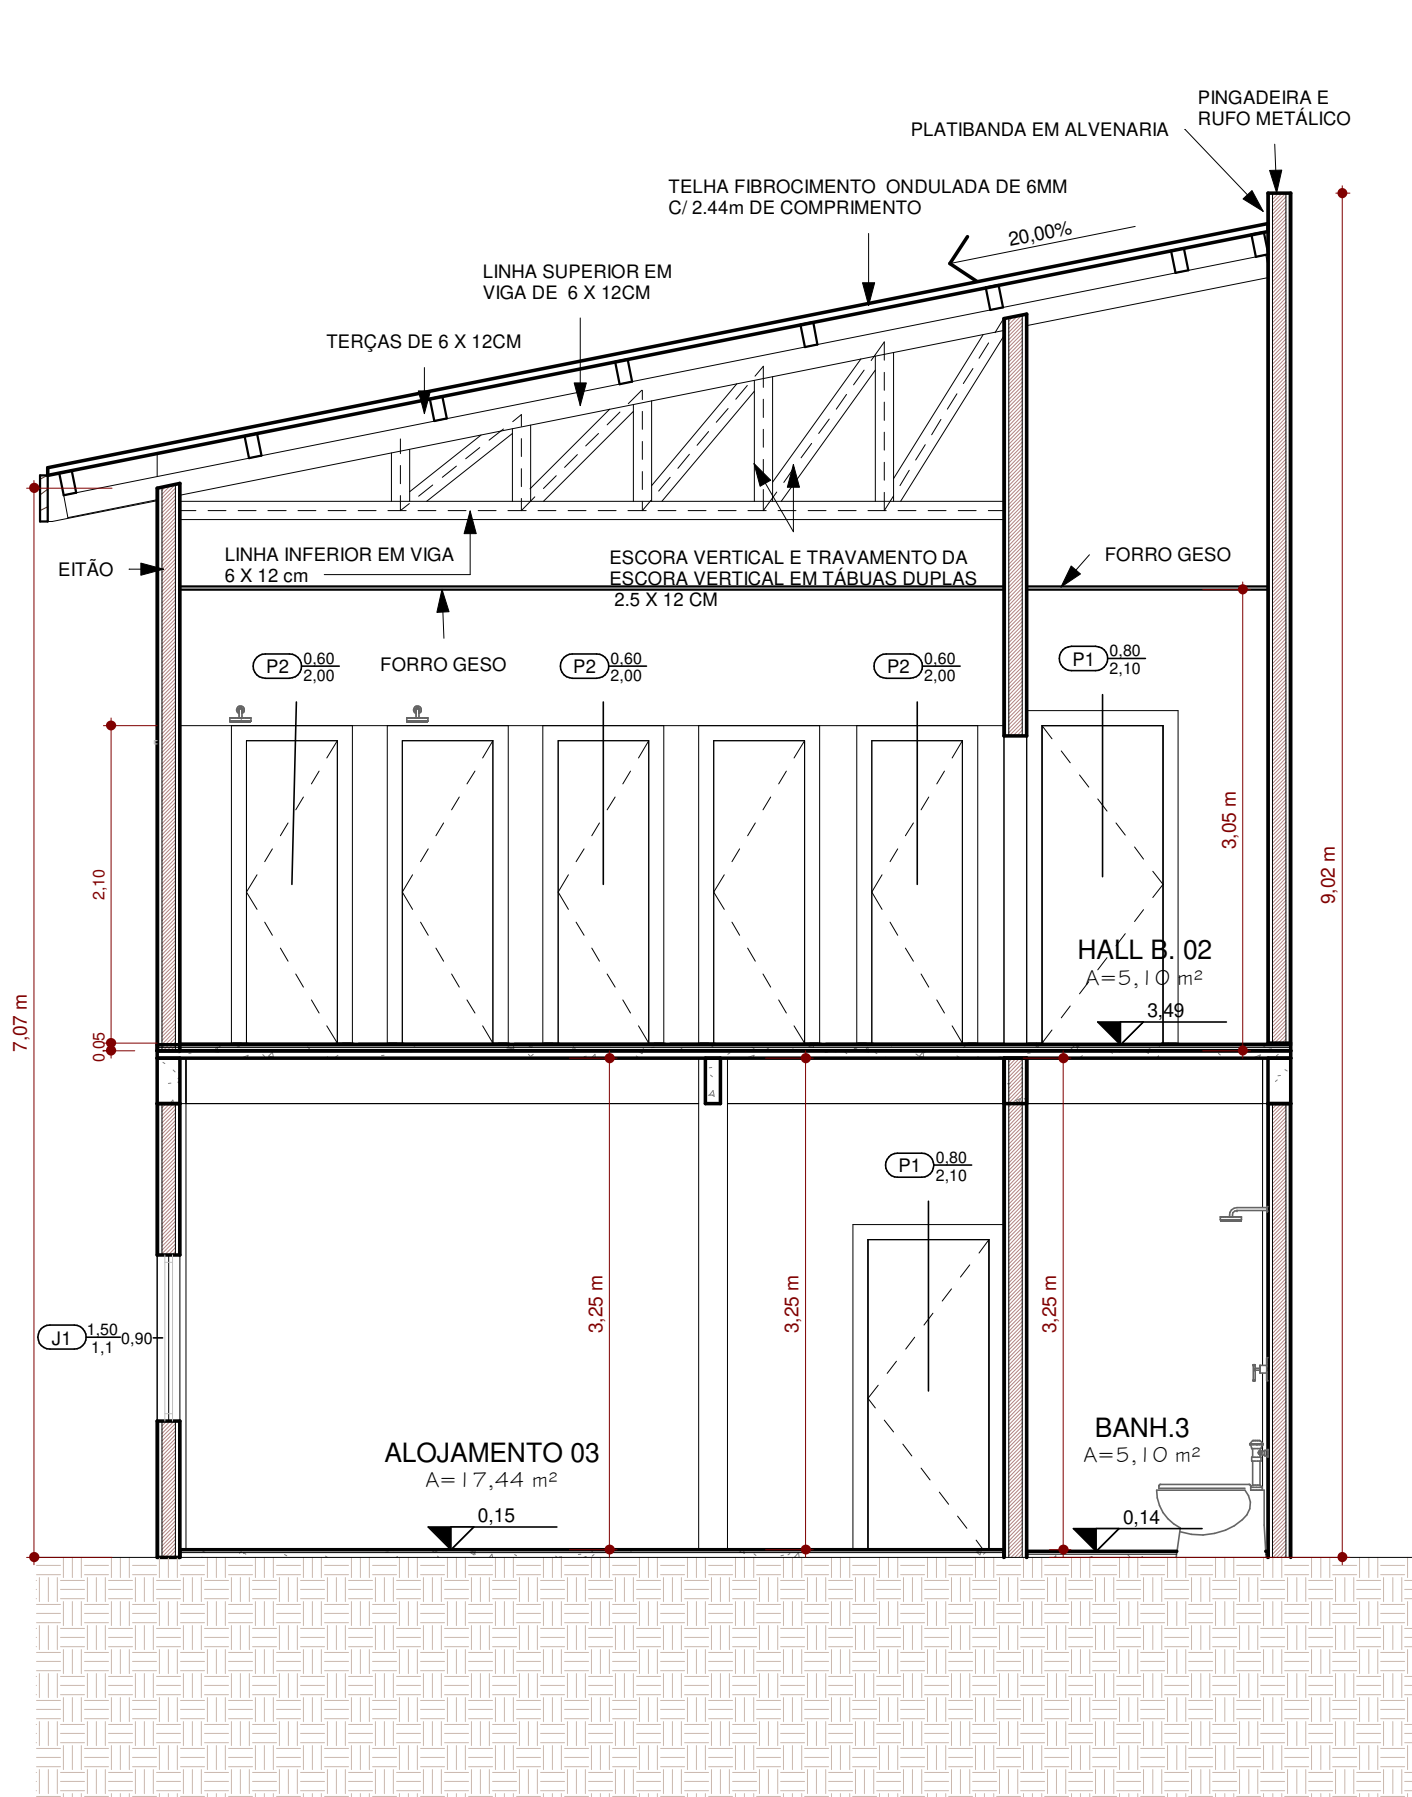 PINGADEIRA E
RUFO METÁLICO
PLATIBANDA EM ALVENARIA
TELHA FIBROCIMENTO ONDULADA DE 6MM
C/ 2.44m DE COMPRIMENTO
20,00%
LINHA SUPERIOR EM
VIGA DE 6 X 12CM
TERÇAS DE 6 X 12CM
EITÃO
LINHA INFERIOR EM VIGA
6 X 12 cm
ESCORA VERTICAL E TRAVAMENTO DA
ESCORA VERTICAL EM TÁBUAS DUPLAS
2.5 X 12 CM
FORRO GESO
FORRO GESO
P2 0,60
2,00
P2 0,60
2,00
P2 0,60
2,00
P1 0,80
2,10
2,10
0,05
7,07 m
3,05 m
9,02 m
HALL B. 02
A=5,10 m²
3,49
P1 0,80
2,10
3,25 m
3,25 m
3,25 m
J1 1,50 0,90
1,1
ALOJAMENTO 03
A=17,44 m²
0,15
BANH.3
A=5,10 m²
0,14